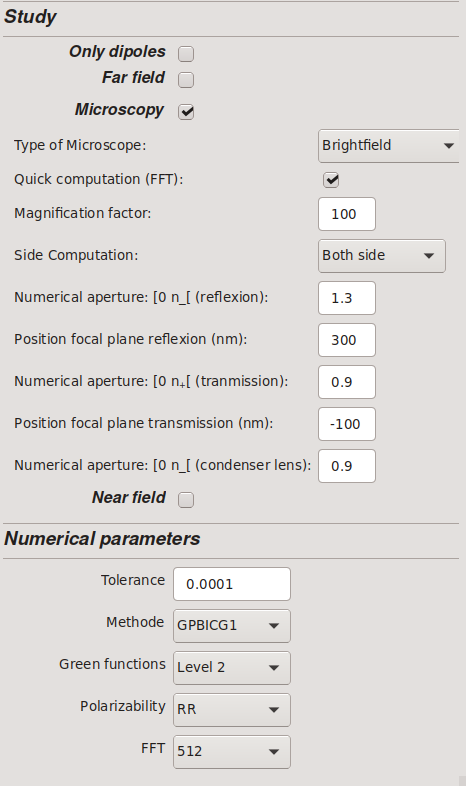 Study
Only dipoles
Far field
Microscopy
Type of Microscope: Brightfield
Quick computation (FFT):
Magnification factor: 100
Side Computation: Both side
Numerical aperture: [0 n_[ (reflexion): 1.3
Position focal plane reflexion (nm): 300
Numerical aperture: [0 n₊[ (tranmission): 0.9
Position focal plane transmission (nm): -100
Numerical aperture: [0 n_[ (condenser lens): 0.9
Near field
Numerical parameters
Tolerance 0.0001
Methode GPBICG1
Green functions Level 2
Polarizability RR
FFT 512